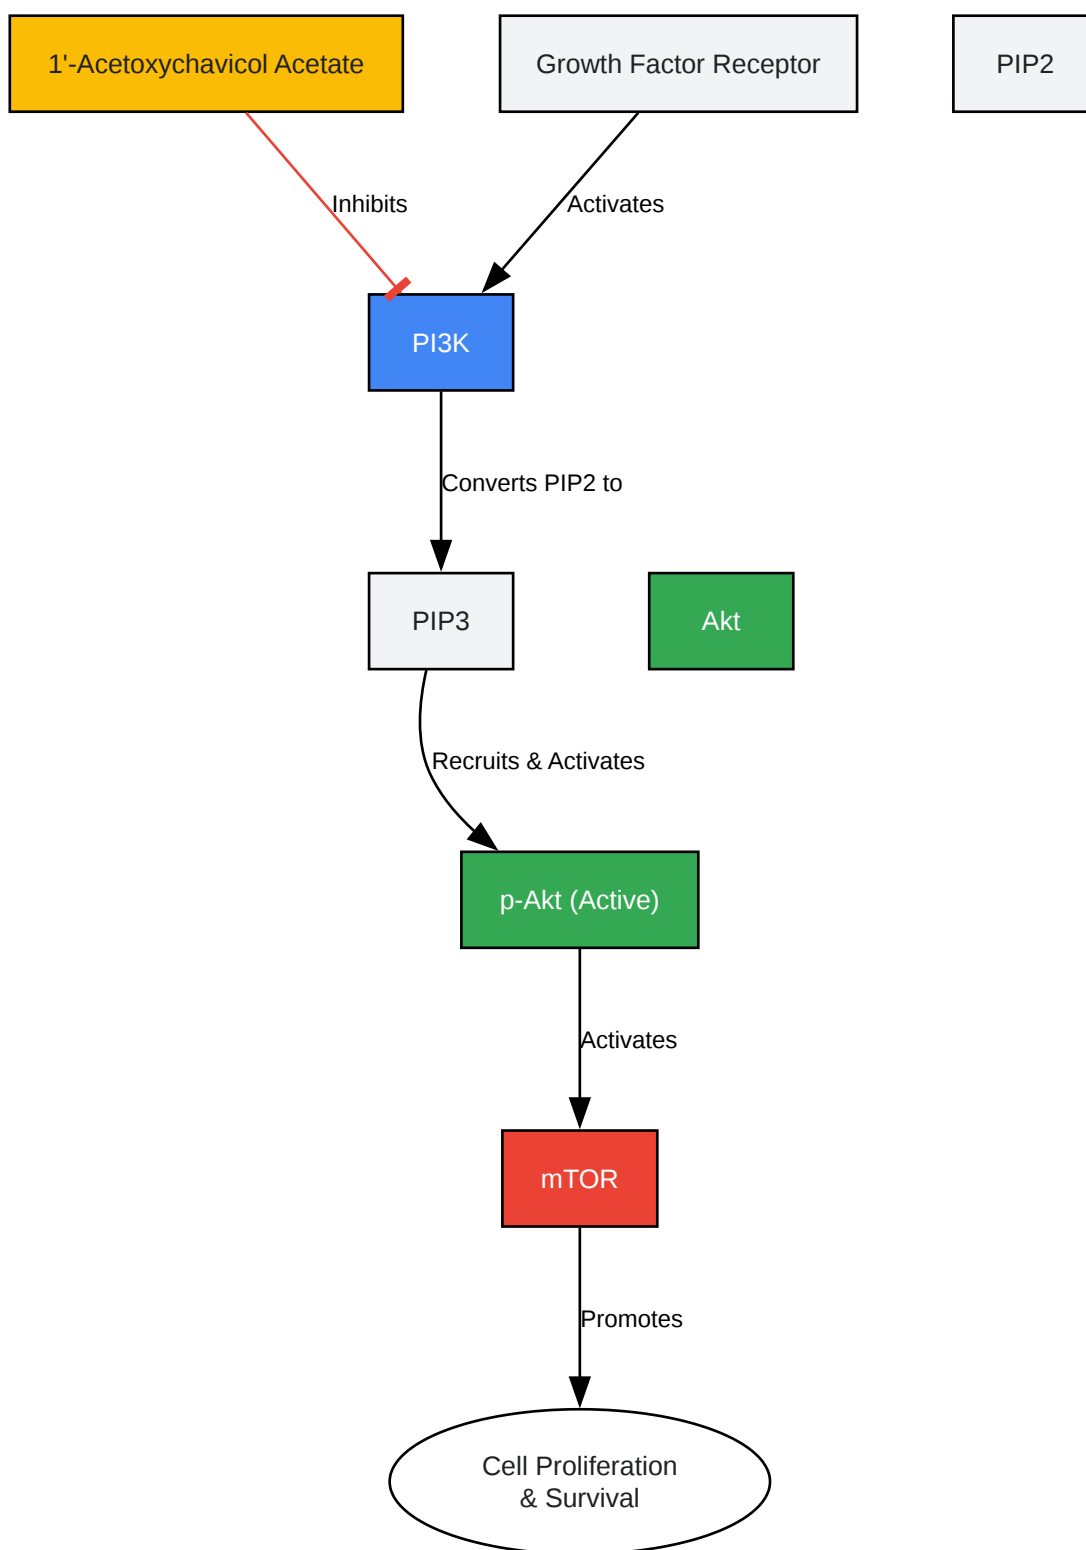 1'-Acetoxychavicol Acetate
Growth Factor Receptor
PIP2
Inhibits
Activates
PI3K
Converts PIP2 to
PIP3
Akt
Recruits & Activates
p-Akt (Active)
Activates
mTOR
Promotes
Cell Proliferation
& Survival